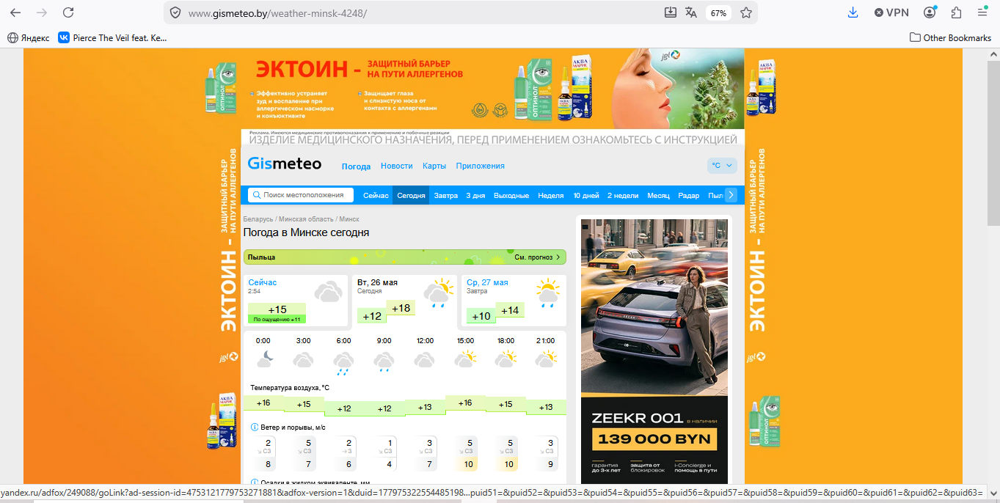 www.gismeteo.by/weather-minsk-4248/
67%
VPN
Яндекс
Pierce The Veil feat. Ke...
Other Bookmarks
ЭКТОИН -
ЗАЩИТНЫЙ БАРЬЕР
НА ПУТИ АЛЛЕРГЕНОВ
Эффективно устраняет
зуд и воспаление при
аллергическом насморке
и конъюктивите
Защищает глаза
и слизистую носа от
контакта с аллергенами
ОПТИНОЛ
АКВА
МАРИС
jgl
Реклама. Имеются медицинские противопоказания к применению и побочные реакции
ИЗДЕЛИЕ МЕДИЦИНСКОГО НАЗНАЧЕНИЯ, ПЕРЕД ПРИМЕНЕНИЕМ ОЗНАКОМЬТЕСЬ С ИНСТРУКЦИЕЙ
Gismeteo
Погода Новости Карты Приложения
°C
Поиск местоположения
Сейчас Сегодня Завтра 3 дня Выходные Неделя 10 дней 2 недели Месяц Радар Пыл
Беларусь / Минская область / Минск
Погода в Минске сегодня
Пыльца
См. прогноз
Сейчас
2:54
+15
По ощущению +11
Вт, 26 мая
Сегодня
+12
+18
Ср, 27 мая
Завтра
+10
+14
0:00 3:00 6:00 9:00 12:00 15:00 18:00 21:00
Температура воздуха, °C
+16 +15 +12 +12 +13 +16 +15 +13
Ветер и порывы, м/с
2 5 2 1 3 5 5 3
СЗ СЗ З СЗ СЗ СЗ СЗ СЗ
8 7 6 4 7 10 10 9
Осадки в жидком эквиваленте, мм
ZEEKR
ZEEKR 001 в наличии
139 000 BYN
гарантия
до 3-х лет
защита от
блокировок
i-Concierge и
помощь в пути
ЭКТОИН -
ЗАЩИТНЫЙ БАРЬЕР
НА ПУТИ АЛЛЕРГЕНОВ
jgl
АКВА
МАРИС
ЭКТОИН -
ЗАЩИТНЫЙ БАРЬЕР
НА ПУТИ АЛЛЕРГЕНОВ
jgl
ОПТИНОЛ
yandex.ru/adfox/249088/goLink?ad-session-id=4753121779753271881&adfox-version=1&duid=1779753225544851​98...puid51=&puid52=&puid53=&puid54=&puid55=&puid56=&puid57=&puid58=&puid59=&puid60=&puid61=&puid62=&puid63=